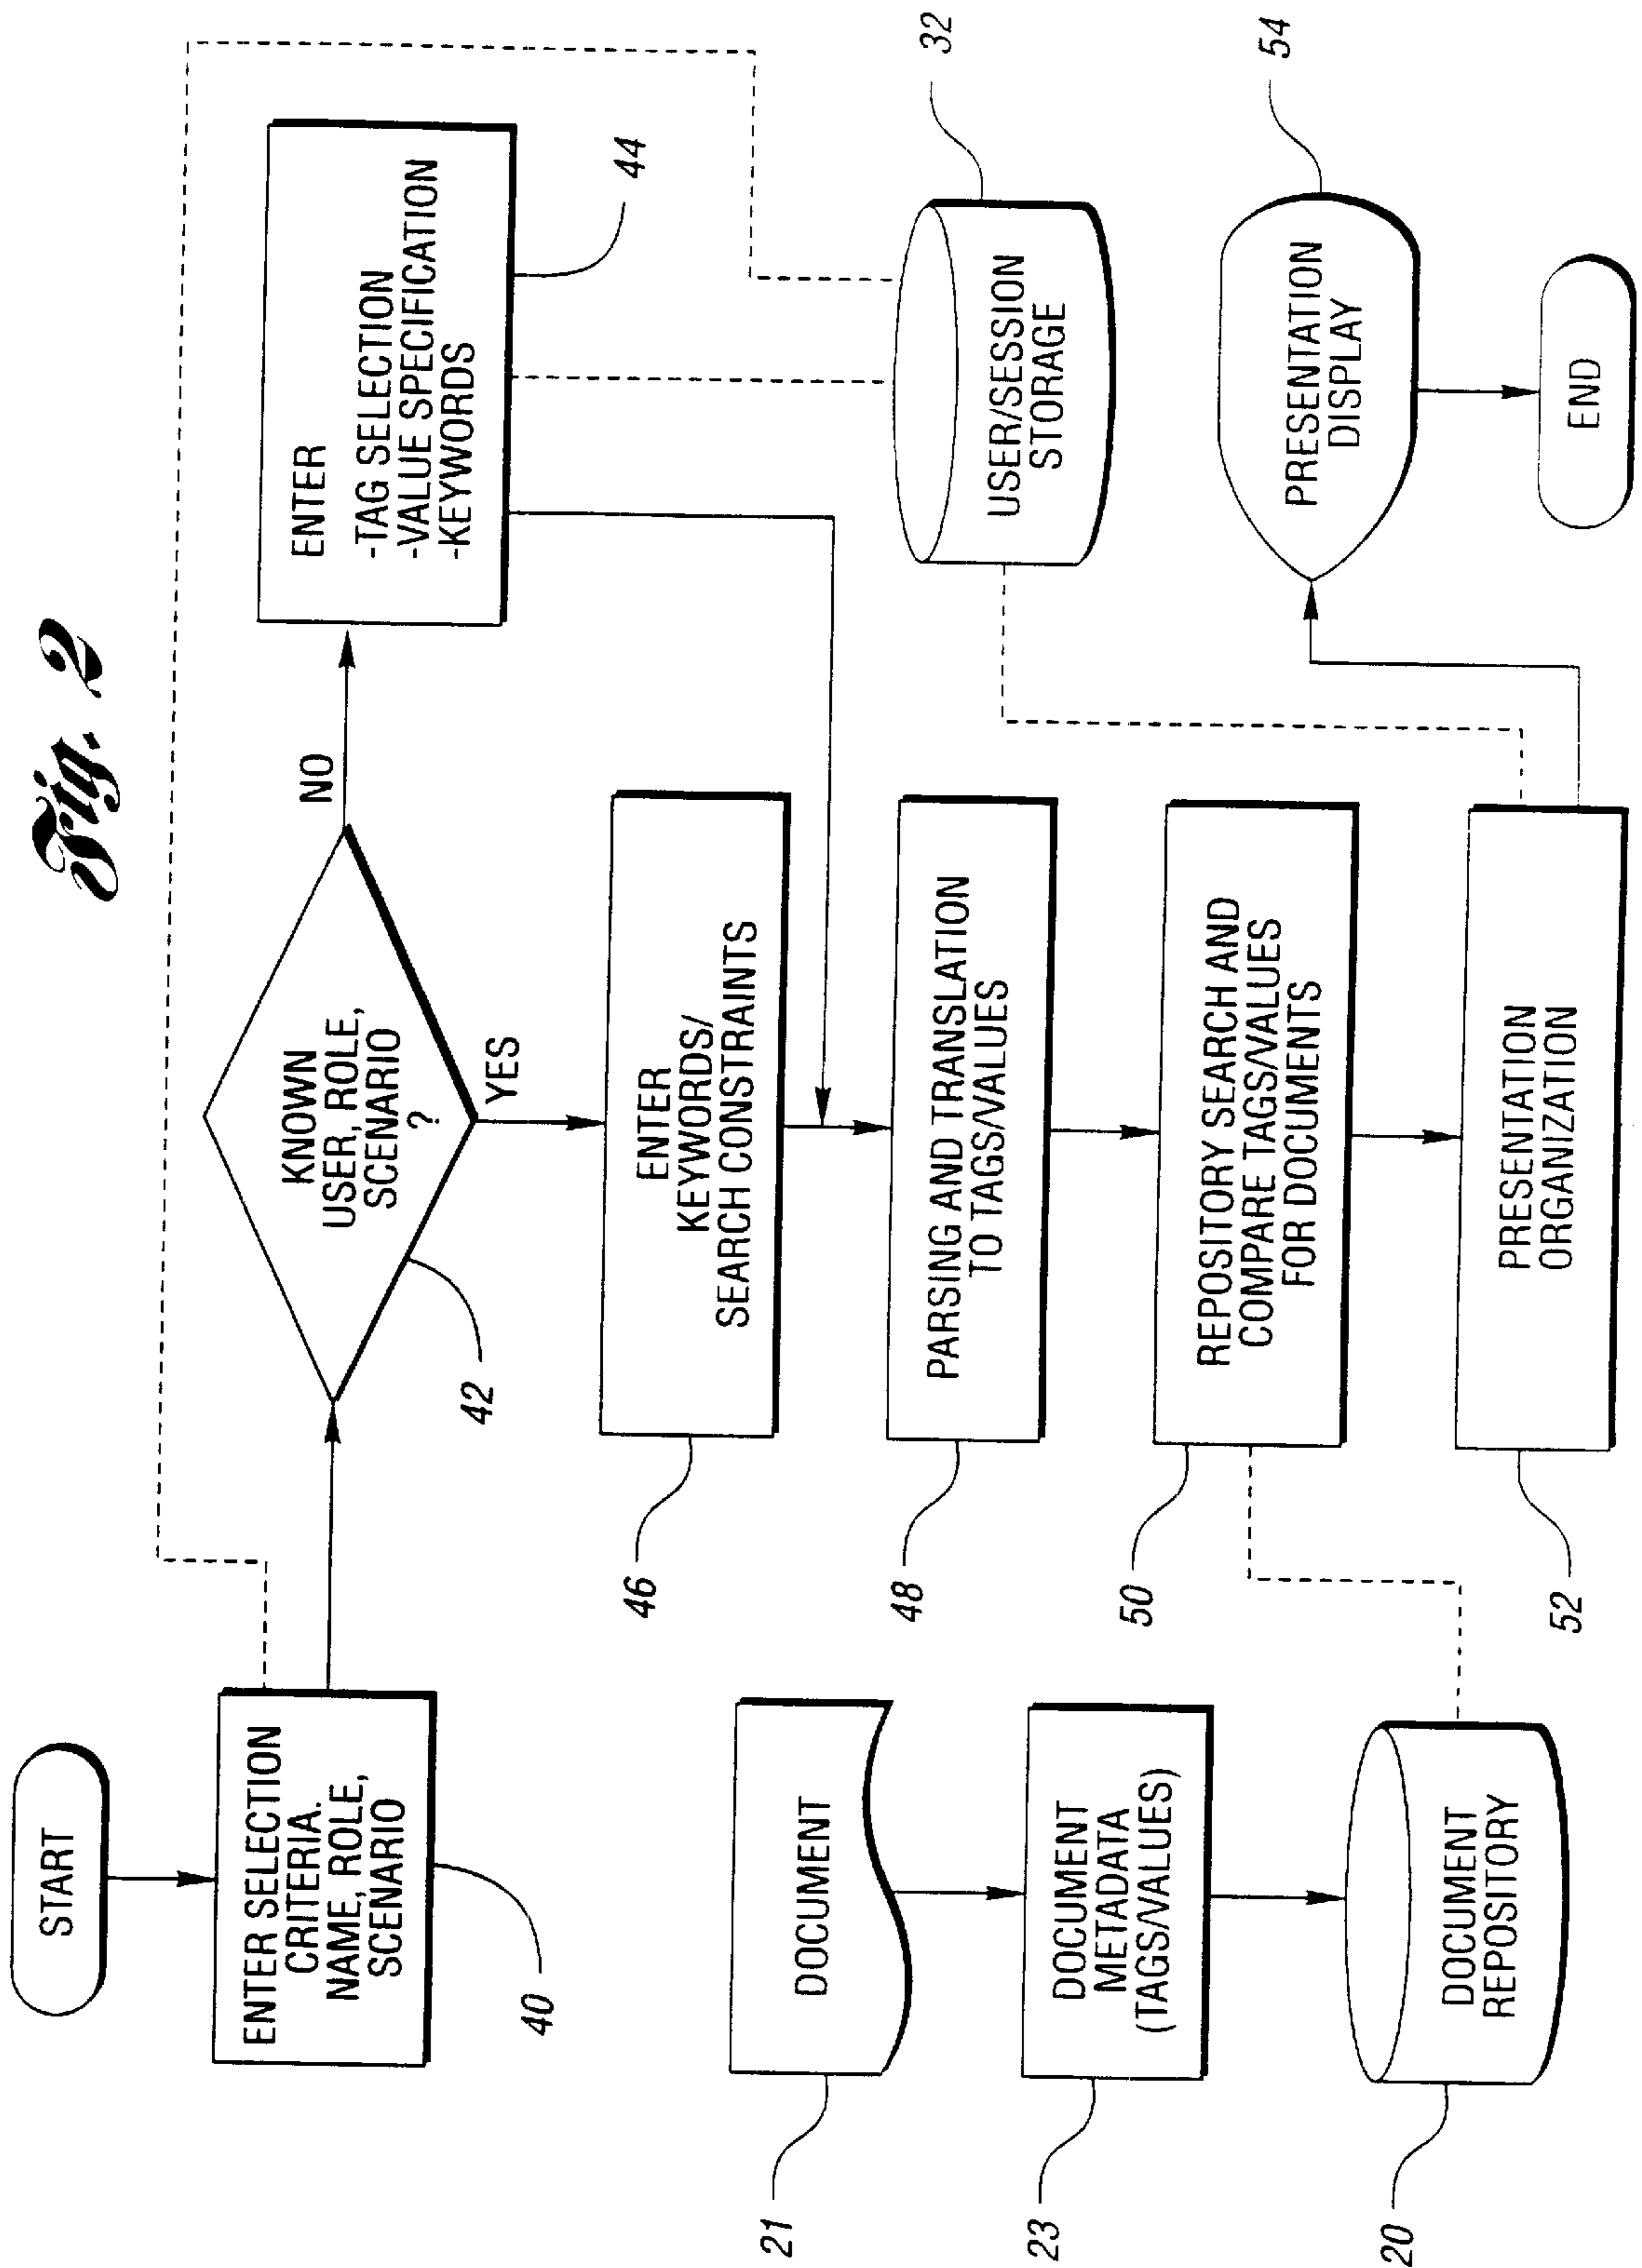 Fig. 2
START
ENTER SELECTION
CRITERIA.
NAME, ROLE,
SCENARIO
40
KNOWN
USER, ROLE,
SCENARIO
?
42
NO
YES
ENTER
-TAG SELECTION
-VALUE SPECIFICATION
-KEYWORDS
44
ENTER
KEYWORDS/
SEARCH CONSTRAINTS
46
PARSING AND TRANSLATION
TO TAGS/VALUES
48
REPOSITORY SEARCH AND
COMPARE TAGS/VALUES
FOR DOCUMENTS
50
PRESENTATION
ORGANIZATION
52
DOCUMENT
21
DOCUMENT
METADATA
(TAGS/VALUES)
23
DOCUMENT
REPOSITORY
20
USER/SESSION
STORAGE
32
PRESENTATION
DISPLAY
54
END